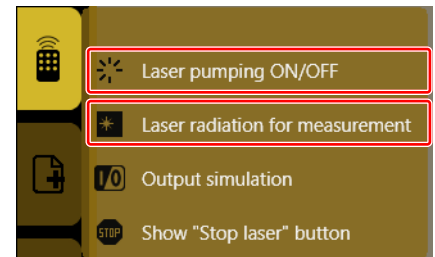 Laser pumping ON/OFF
Laser radiation for measurement
I/O Output simulation
STOP Show "Stop laser" button